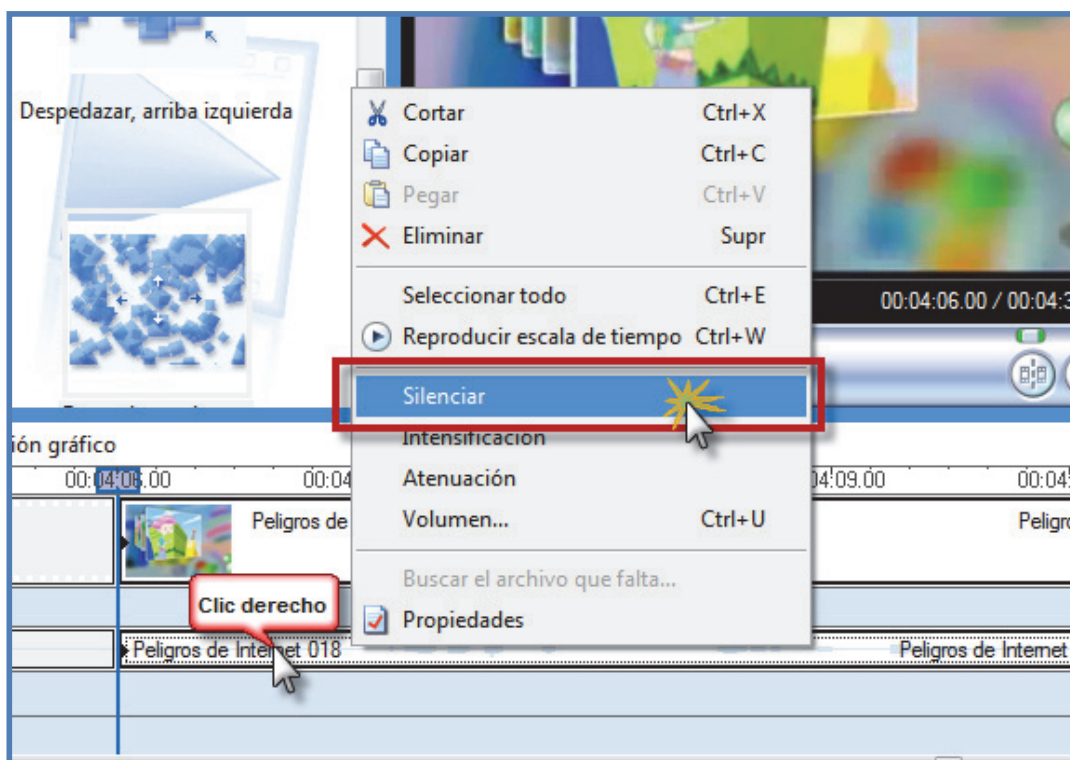 Despedazar, arriba izquierda
Cortar Ctrl+X
Copiar Ctrl+C
Pegar Ctrl+V
Eliminar Supr
Seleccionar todo Ctrl+E
Reproducir escala de tiempo Ctrl+W
Silenciar
Intensificación
Atenuación
Volumen... Ctrl+U
Buscar el archivo que falta...
Propiedades
00:04:06.00 / 00:04:3
ión gráfico
00:04:06.00 00:04 04:09.00 00:04:
Peligros de Peligro
Clic derecho
Peligros de Internet 018 Peligros de Internet